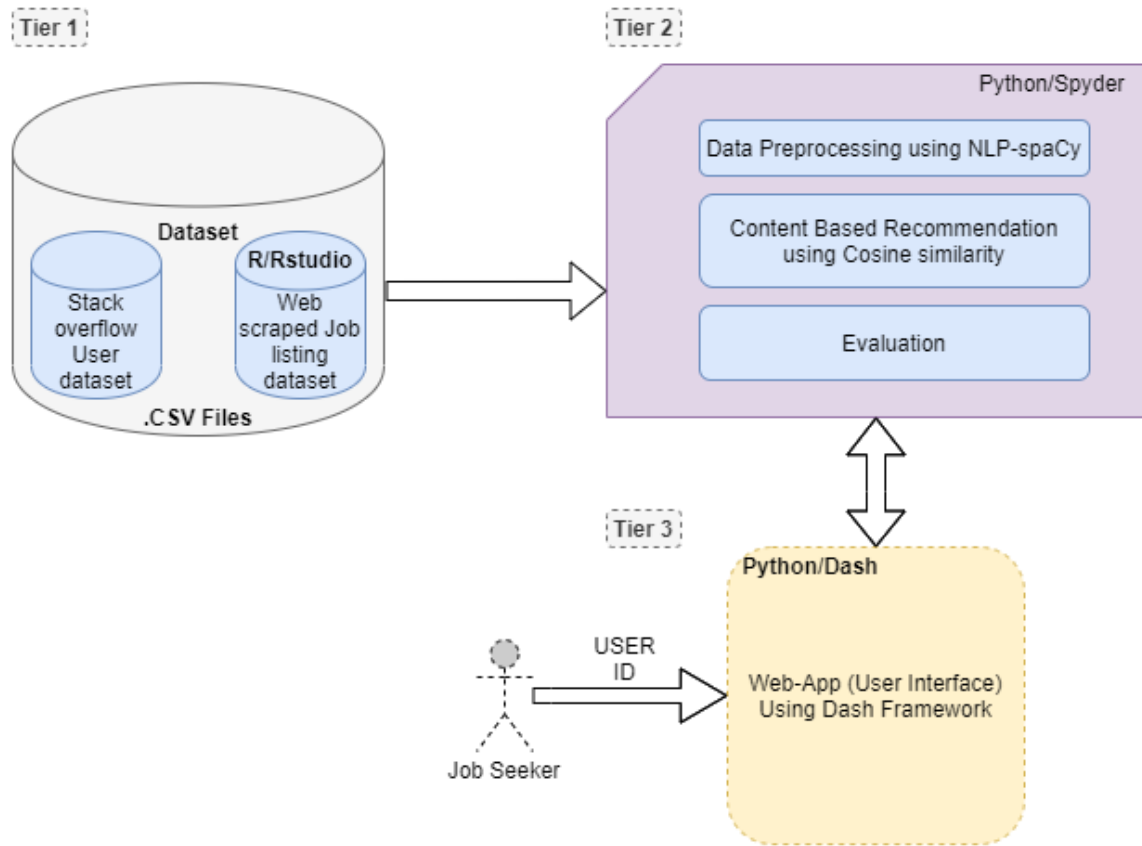 Tier 1
Dataset
Stack
overflow
User
dataset
R/Rstudio
Web
scraped Job
listing
dataset
.CSV Files
Tier 2
Python/Spyder
Data Preprocessing using NLP-spaCy
Content Based Recommendation
using Cosine similarity
Evaluation
Tier 3
Python/Dash
Web-App (User Interface)
Using Dash Framework
USER
ID
Job Seeker